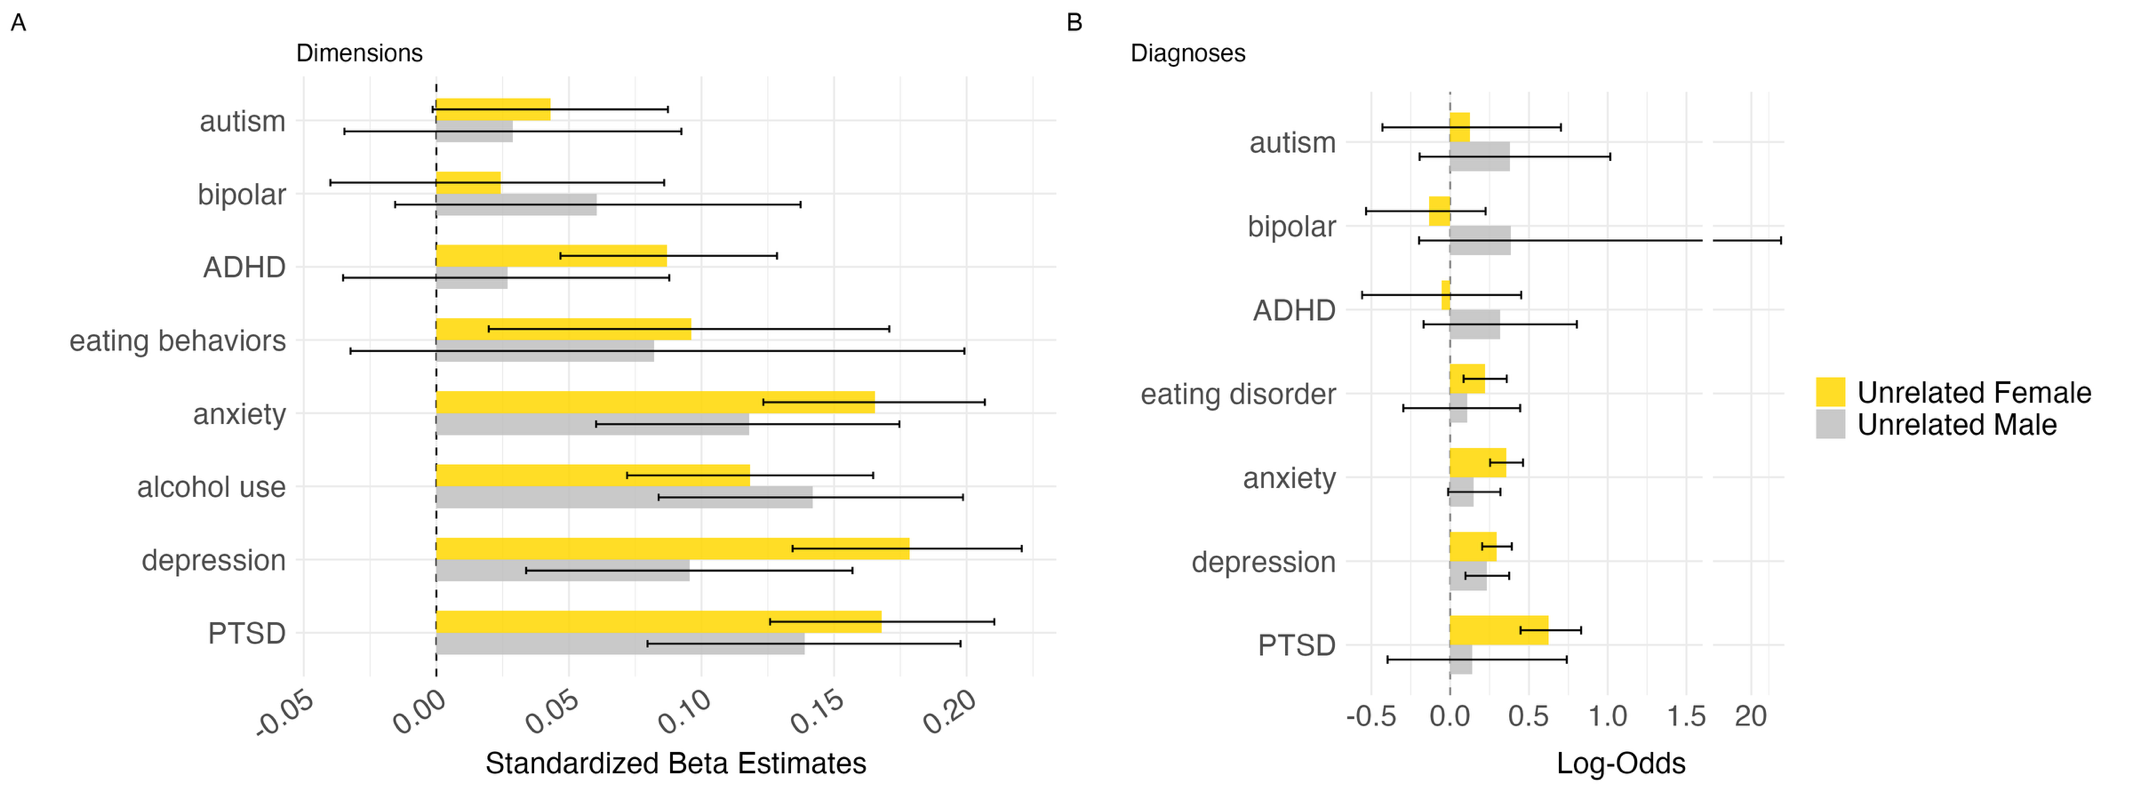 A
Dimensions
autism
bipolar
ADHD
eating behaviors
anxiety
alcohol use
depression
PTSD
-0.05 0.00 0.05 0.10 0.15 0.20
Standardized Beta Estimates
B
Diagnoses
autism
bipolar
ADHD
eating disorder
anxiety
depression
PTSD
-0.5 0.0 0.5 1.0 1.5 20
Log-Odds
Unrelated Female
Unrelated Male